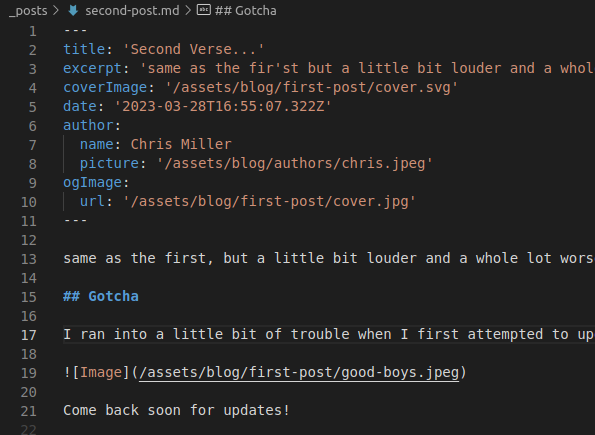 _posts > second-post.md > abc ## Gotcha
1 ---
2 title: 'Second Verse...'
3 excerpt: 'same as the fir'st but a little bit louder and a whol
4 coverImage: '/assets/blog/first-post/cover.svg'
5 date: '2023-03-28T16:55:07.322Z'
6 author:
7 name: Chris Miller
8 picture: '/assets/blog/authors/chris.jpeg'
9 ogImage:
10 url: '/assets/blog/first-post/cover.jpg'
11 ---
12
13 same as the first, but a little bit louder and a whole lot wors
14
15 ## Gotcha
16
17 I ran into a little bit of trouble when I first attempted to up
18
19 ![Image](/assets/blog/first-post/good-boys.jpeg)
20
21 Come back soon for updates!
22